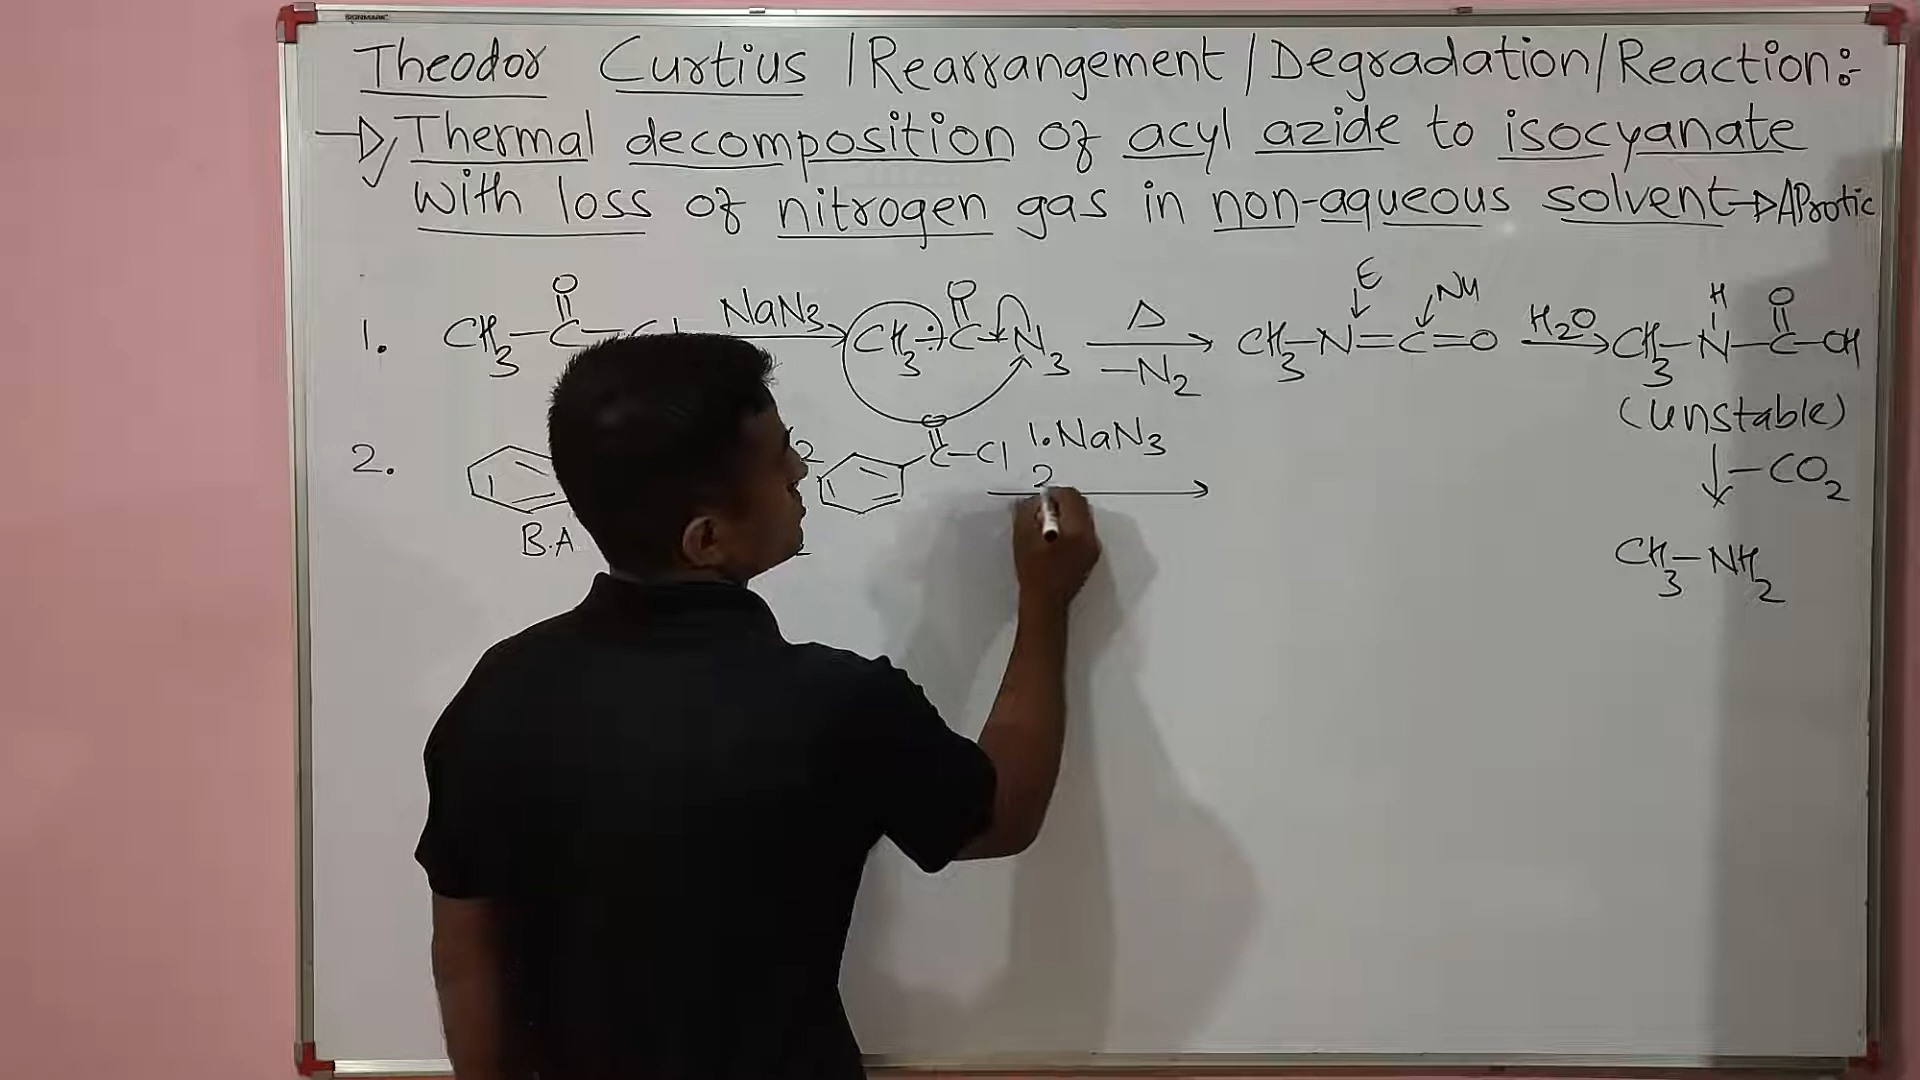 SIGNMARK
Theodor Curtius / Rearrangement / Degradation / Reaction:-
Thermal decomposition of acyl azide to isocyanate
with loss of nitrogen gas in non-aqueous solvent → AProtic
1. CH3-C(=O)-Cl NaN3 → CH3-C(=O)-N3 Δ → -N2 CH3-N=C=O H2O → CH3-N(H)-C(=O)-OH
E Nu
(unstable)
↓ -CO2
CH3-NH2
2. 2 C(=O)-Cl 1. NaN3 →
2
B.A